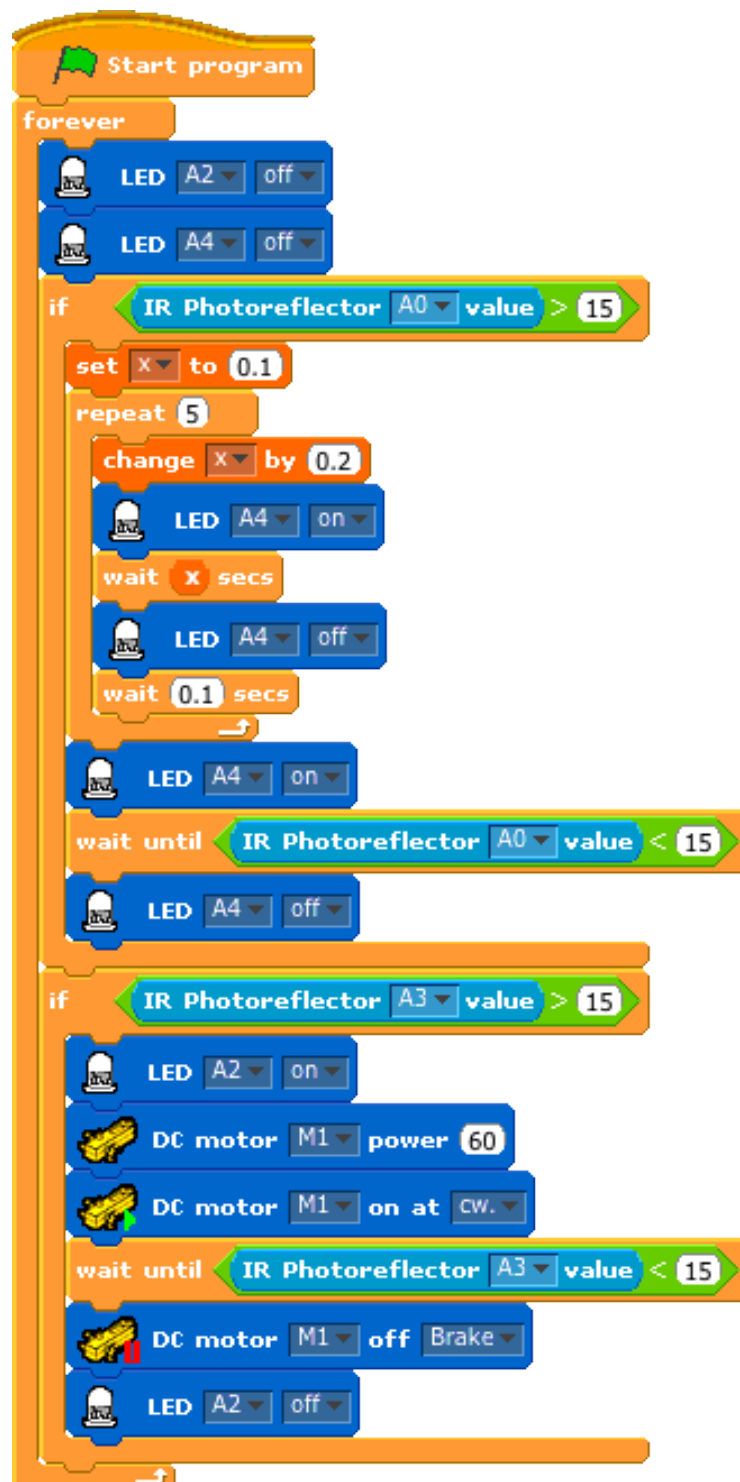 Start program
forever
LED A2 off
LED A4 off
if IR Photoreflector A0 value > 15
set x to 0.1
repeat 5
change x by 0.2
LED A4 on
wait x secs
LED A4 off
wait 0.1 secs
LED A4 on
wait until IR Photoreflector A0 value < 15
LED A4 off
if IR Photoreflector A3 value > 15
LED A2 on
DC motor M1 power 60
DC motor M1 on at cw.
wait until IR Photoreflector A3 value < 15
DC motor M1 off Brake
LED A2 off